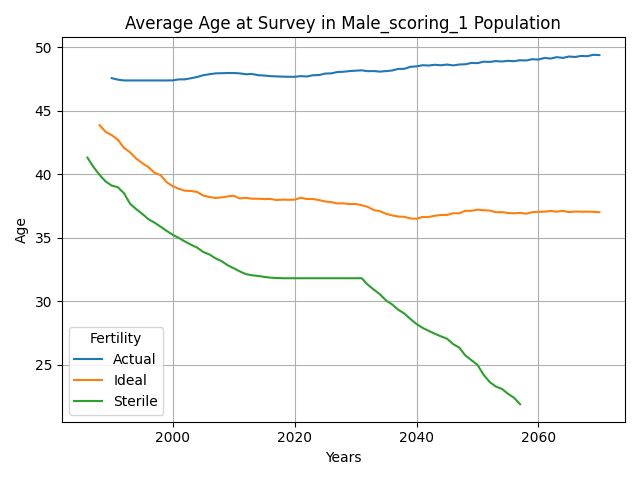 Average Age at Survey in Male_scoring_1 Population
50
45
40
35
30
25
Age
Fertility
Actual
Ideal
Sterile
2000 2020 2040 2060
Years